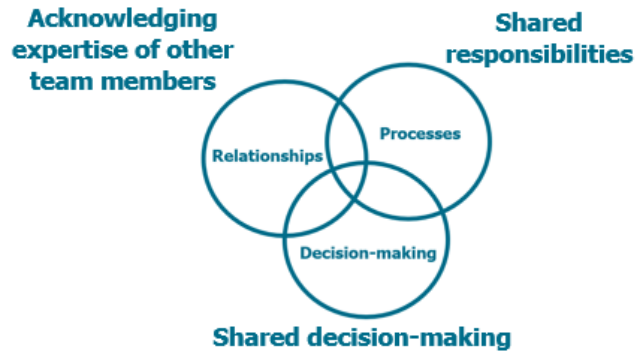 Acknowledging
expertise of other
team members
Shared
responsibilities
Relationships
Processes
Decision-making
Shared decision-making